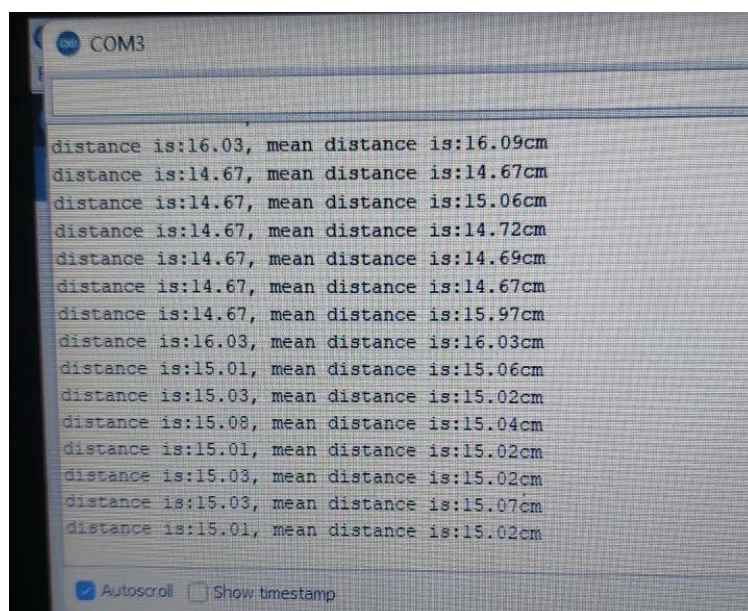 COM3
distance is:16.03, mean distance is:16.09cm
distance is:14.67, mean distance is:14.67cm
distance is:14.67, mean distance is:15.06cm
distance is:14.67, mean distance is:14.72cm
distance is:14.67, mean distance is:14.69cm
distance is:14.67, mean distance is:14.67cm
distance is:14.67, mean distance is:15.97cm
distance is:16.03, mean distance is:16.03cm
distance is:15.01, mean distance is:15.06cm
distance is:15.03, mean distance is:15.02cm
distance is:15.08, mean distance is:15.04cm
distance is:15.01, mean distance is:15.02cm
distance is:15.03, mean distance is:15.02cm
distance is:15.03, mean distance is:15.07cm
distance is:15.01, mean distance is:15.02cm
Autoscroll Show timestamp